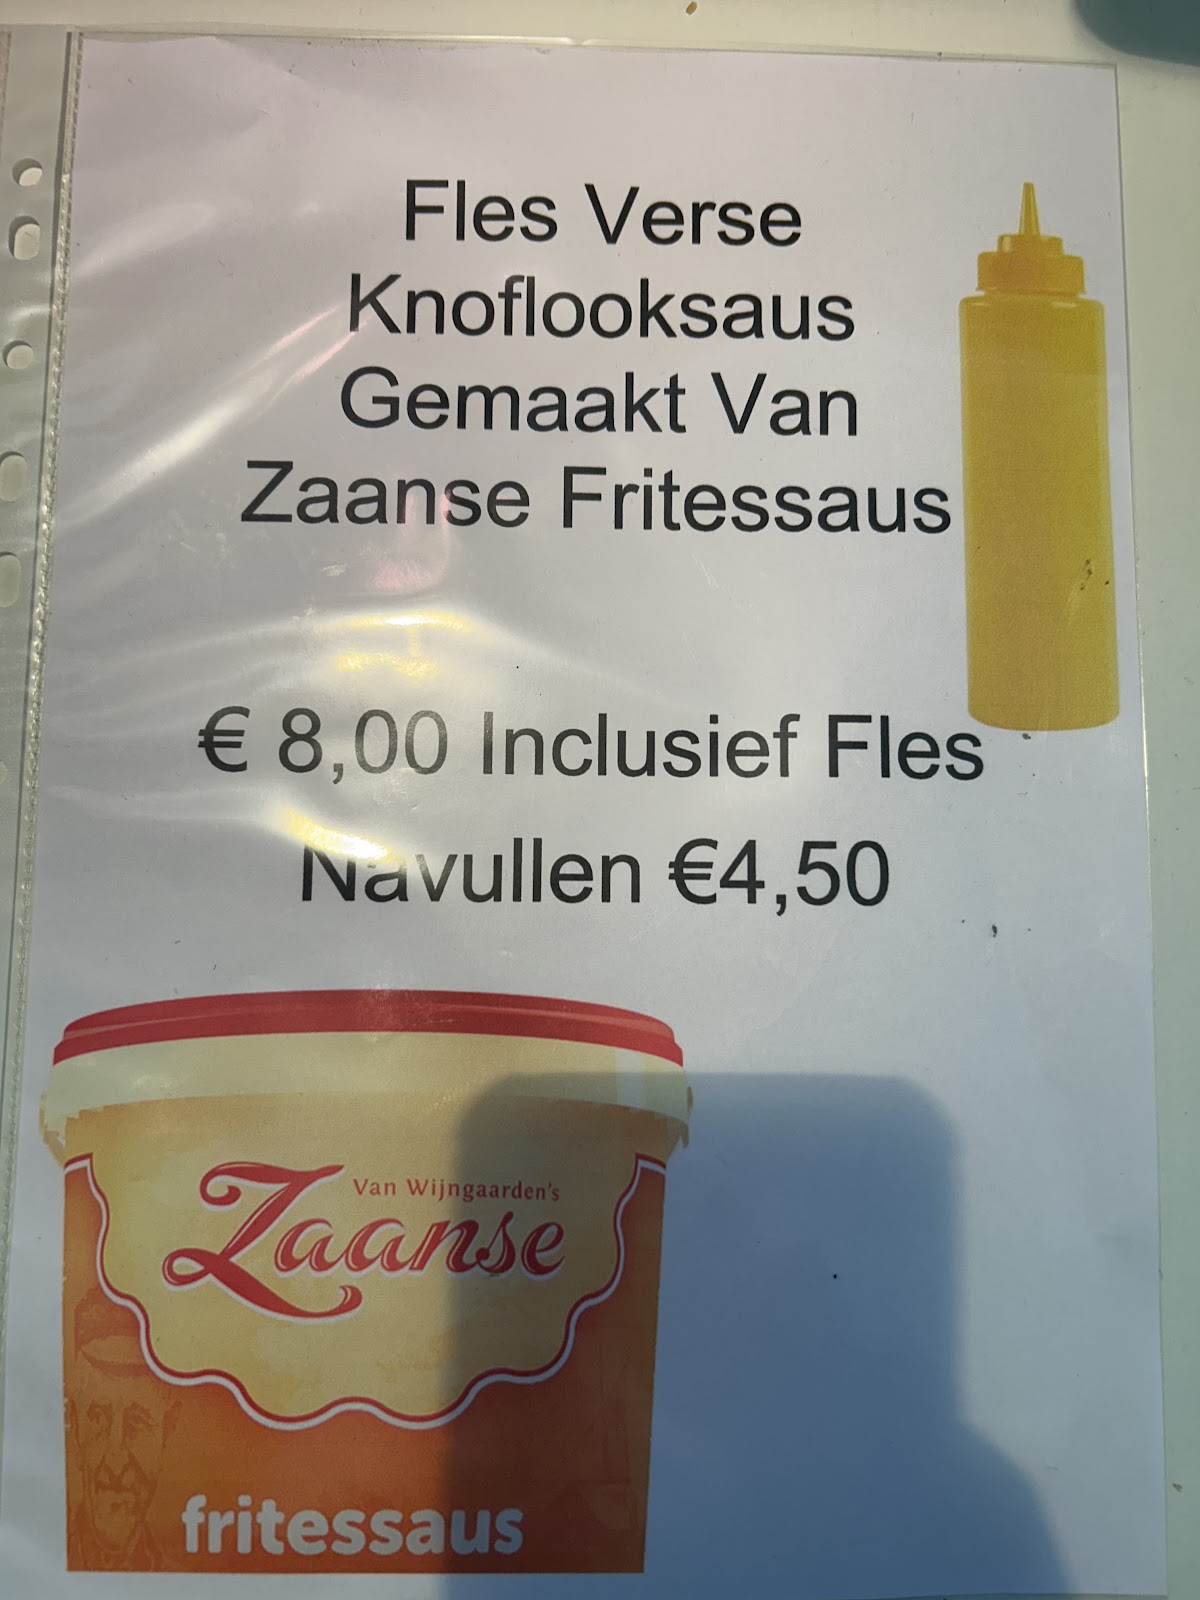 Fles Verse
Knoflooksaus
Gemaakt Van
Zaanse Fritessaus
€ 8,00 Inclusief Fles
Navullen €4,50
Van Wijngaarden's
Zaanse
fritessaus